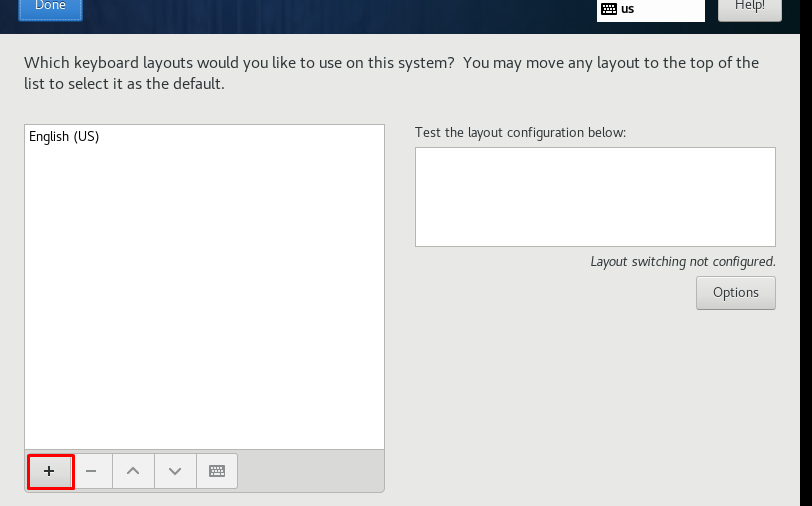 Done
us
Help!
Which keyboard layouts would you like to use on this system?  You may move any layout to the top of the
list to select it as the default.
English (US)
Test the layout configuration below:
Layout switching not configured.
Options